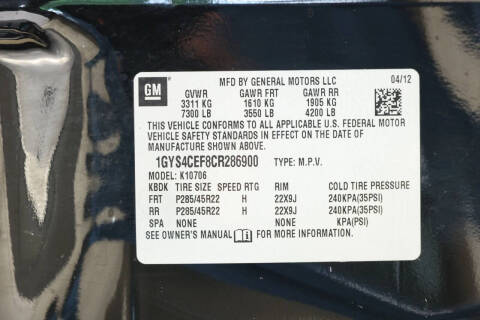 GM
MFD BY GENERAL MOTORS LLC 04/12
GVWR GAWR FRT GAWR RR
3311 KG 1610 KG 1905 KG
7300 LB 3550 LB 4200 LB
THIS VEHICLE CONFORMS TO ALL APPLICABLE U.S. FEDERAL MOTOR
VEHICLE SAFETY STANDARDS IN EFFECT ON THE DATE OF
MANUFACTURE SHOWN ABOVE.
1GYS4CEF8CR286900 TYPE: M.P.V.
MODEL: K10706
KBDK TIRE SIZE SPEED RTG RIM COLD TIRE PRESSURE
FRT P285/45R22 H 22X9J 240KPA(35PSI)
RR P285/45R22 H 22X9J 240KPA(35PSI)
SPA NONE NONE KPA(PSI)
SEE OWNER'S MANUAL FOR MORE INFORMATION.